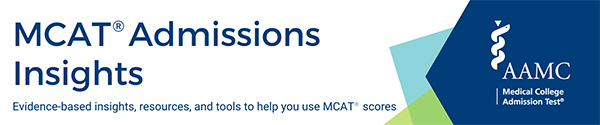 MCAT® Admissions
Insights
Evidence-based insights, resources, and tools to help you use MCAT® scores
AAMC
Medical College
Admission Test®